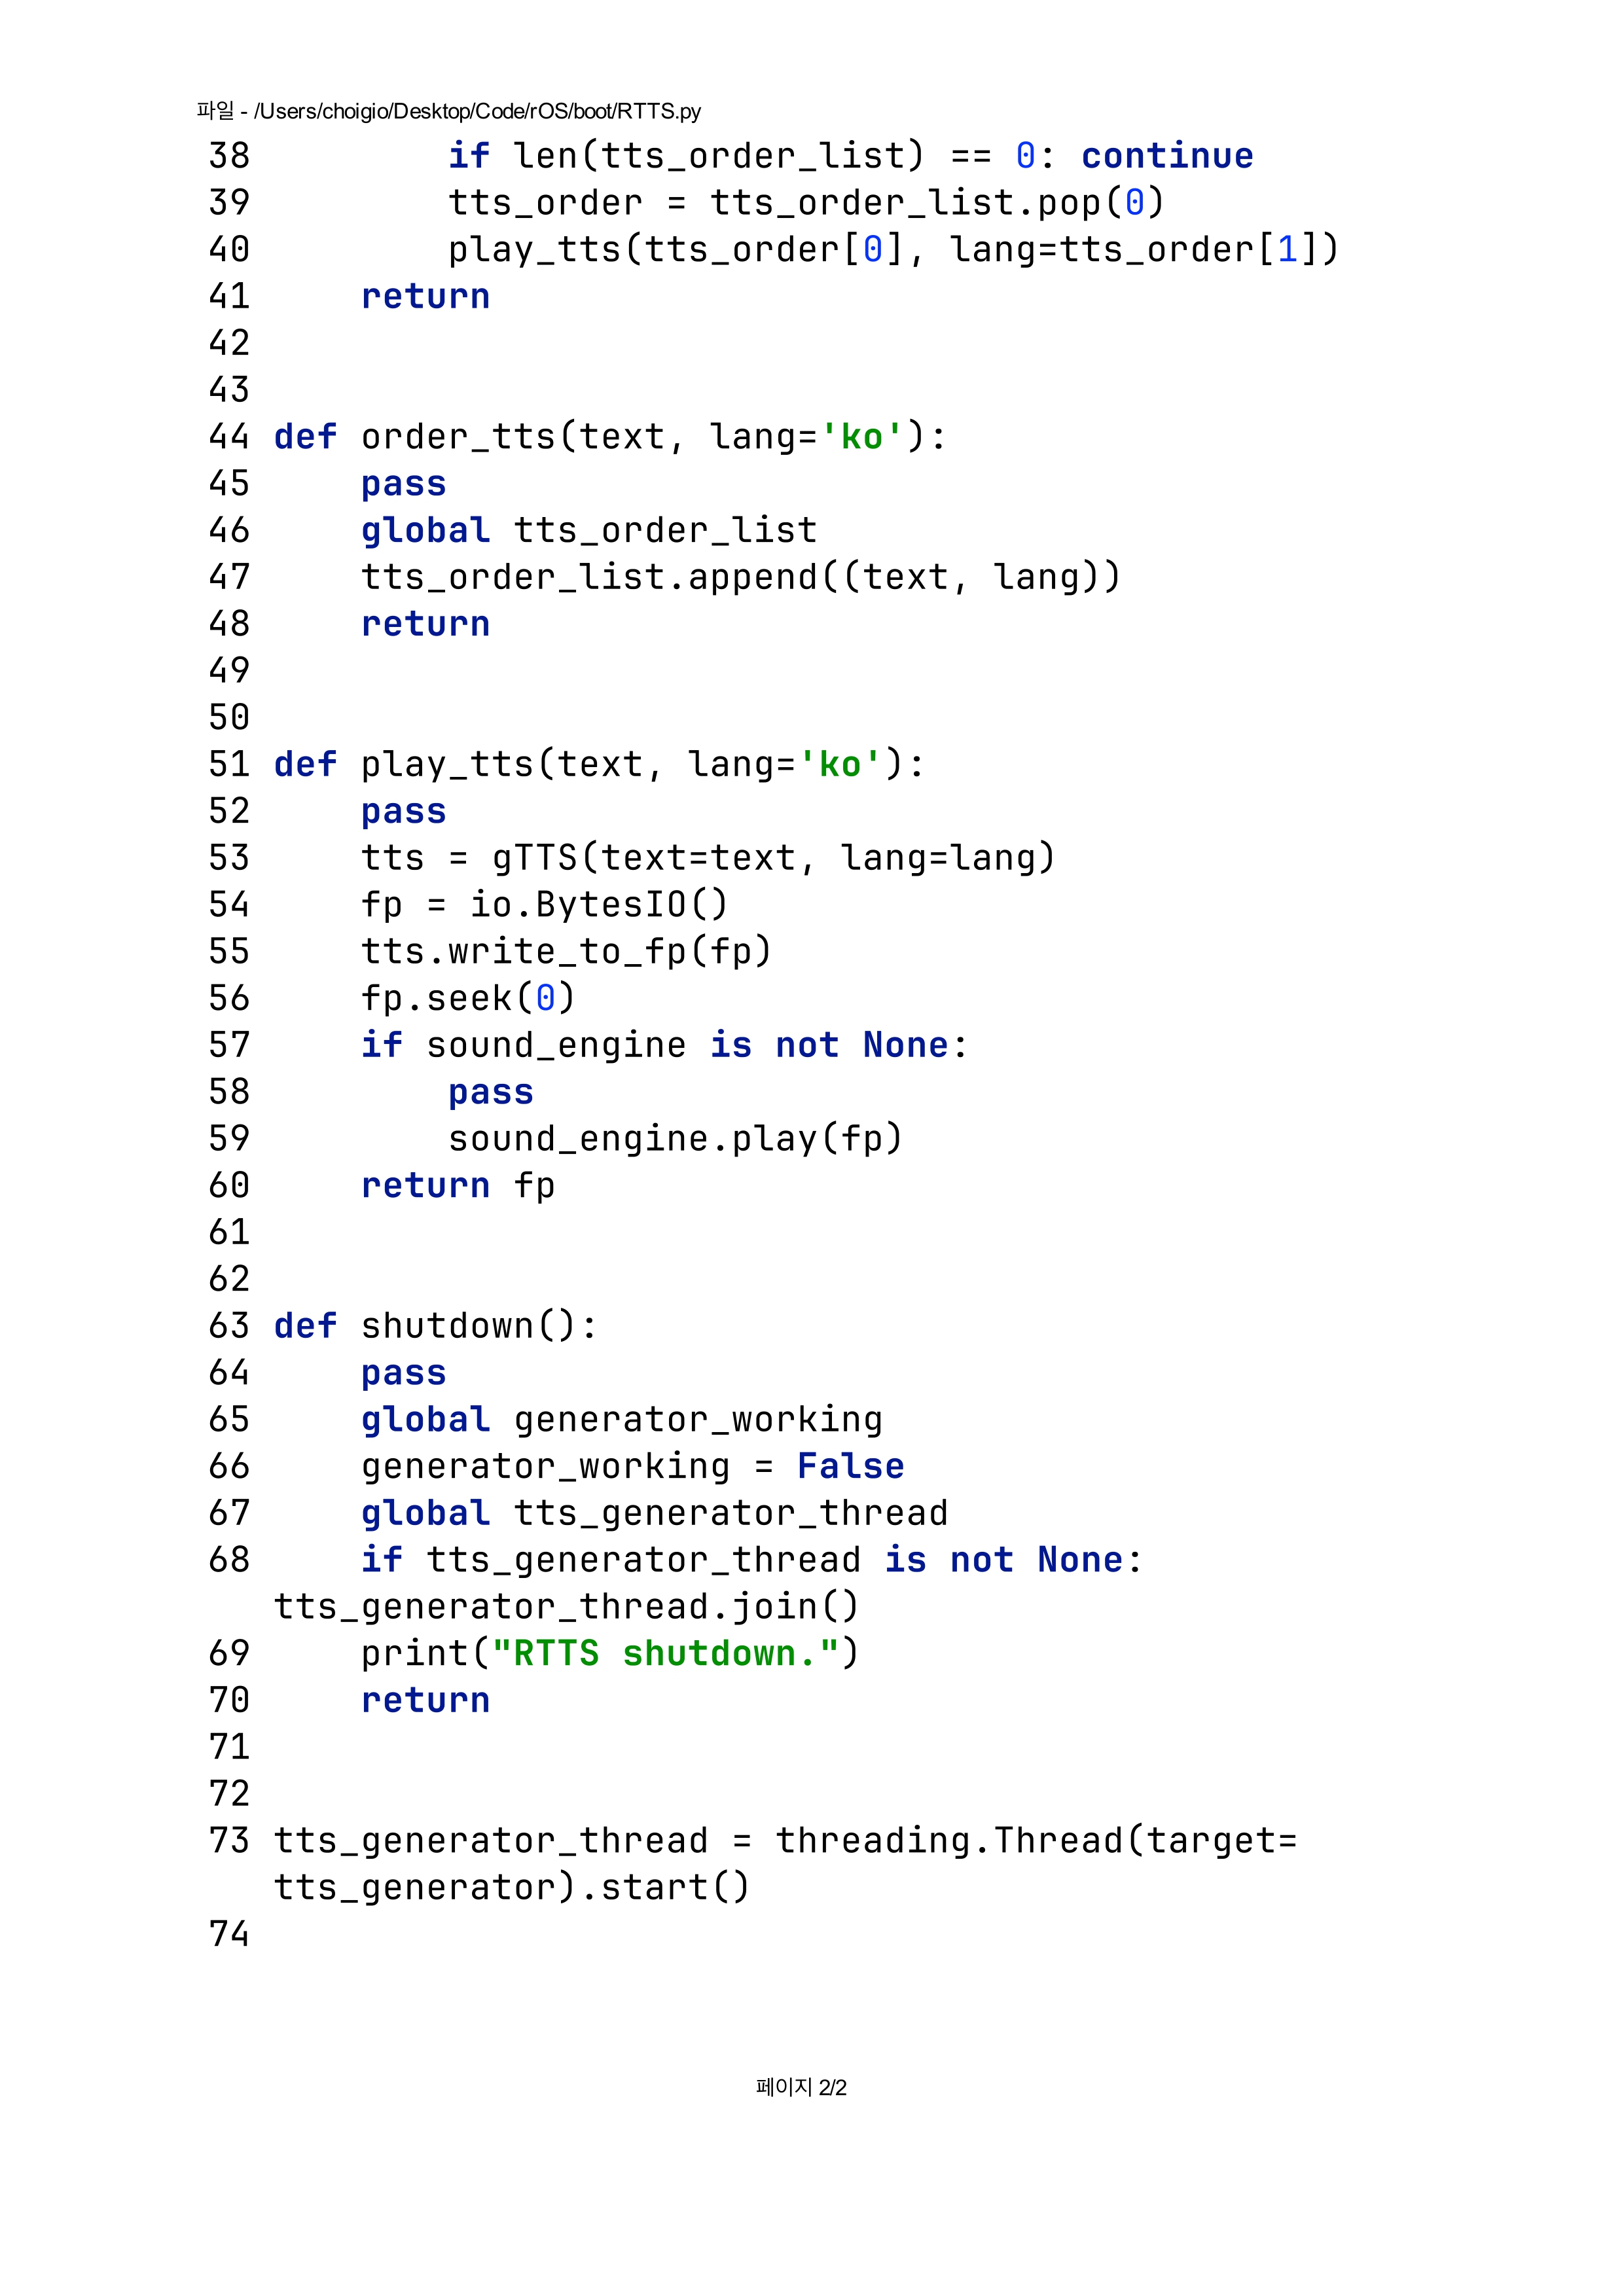 파일 - /Users/choigio/Desktop/Code/rOS/boot/RTTS.py
38         if len(tts_order_list) == 0: continue
39         tts_order = tts_order_list.pop(0)
40         play_tts(tts_order[0], lang=tts_order[1])
41     return
42
43
44 def order_tts(text, lang='ko'):
45     pass
46     global tts_order_list
47     tts_order_list.append((text, lang))
48     return
49
50
51 def play_tts(text, lang='ko'):
52     pass
53     tts = gTTS(text=text, lang=lang)
54     fp = io.BytesIO()
55     tts.write_to_fp(fp)
56     fp.seek(0)
57     if sound_engine is not None:
58         pass
59         sound_engine.play(fp)
60     return fp
61
62
63 def shutdown():
64     pass
65     global generator_working
66     generator_working = False
67     global tts_generator_thread
68     if tts_generator_thread is not None:
   tts_generator_thread.join()
69     print("RTTS shutdown.")
70     return
71
72
73 tts_generator_thread = threading.Thread(target=
   tts_generator).start()
74
페이지 2/2